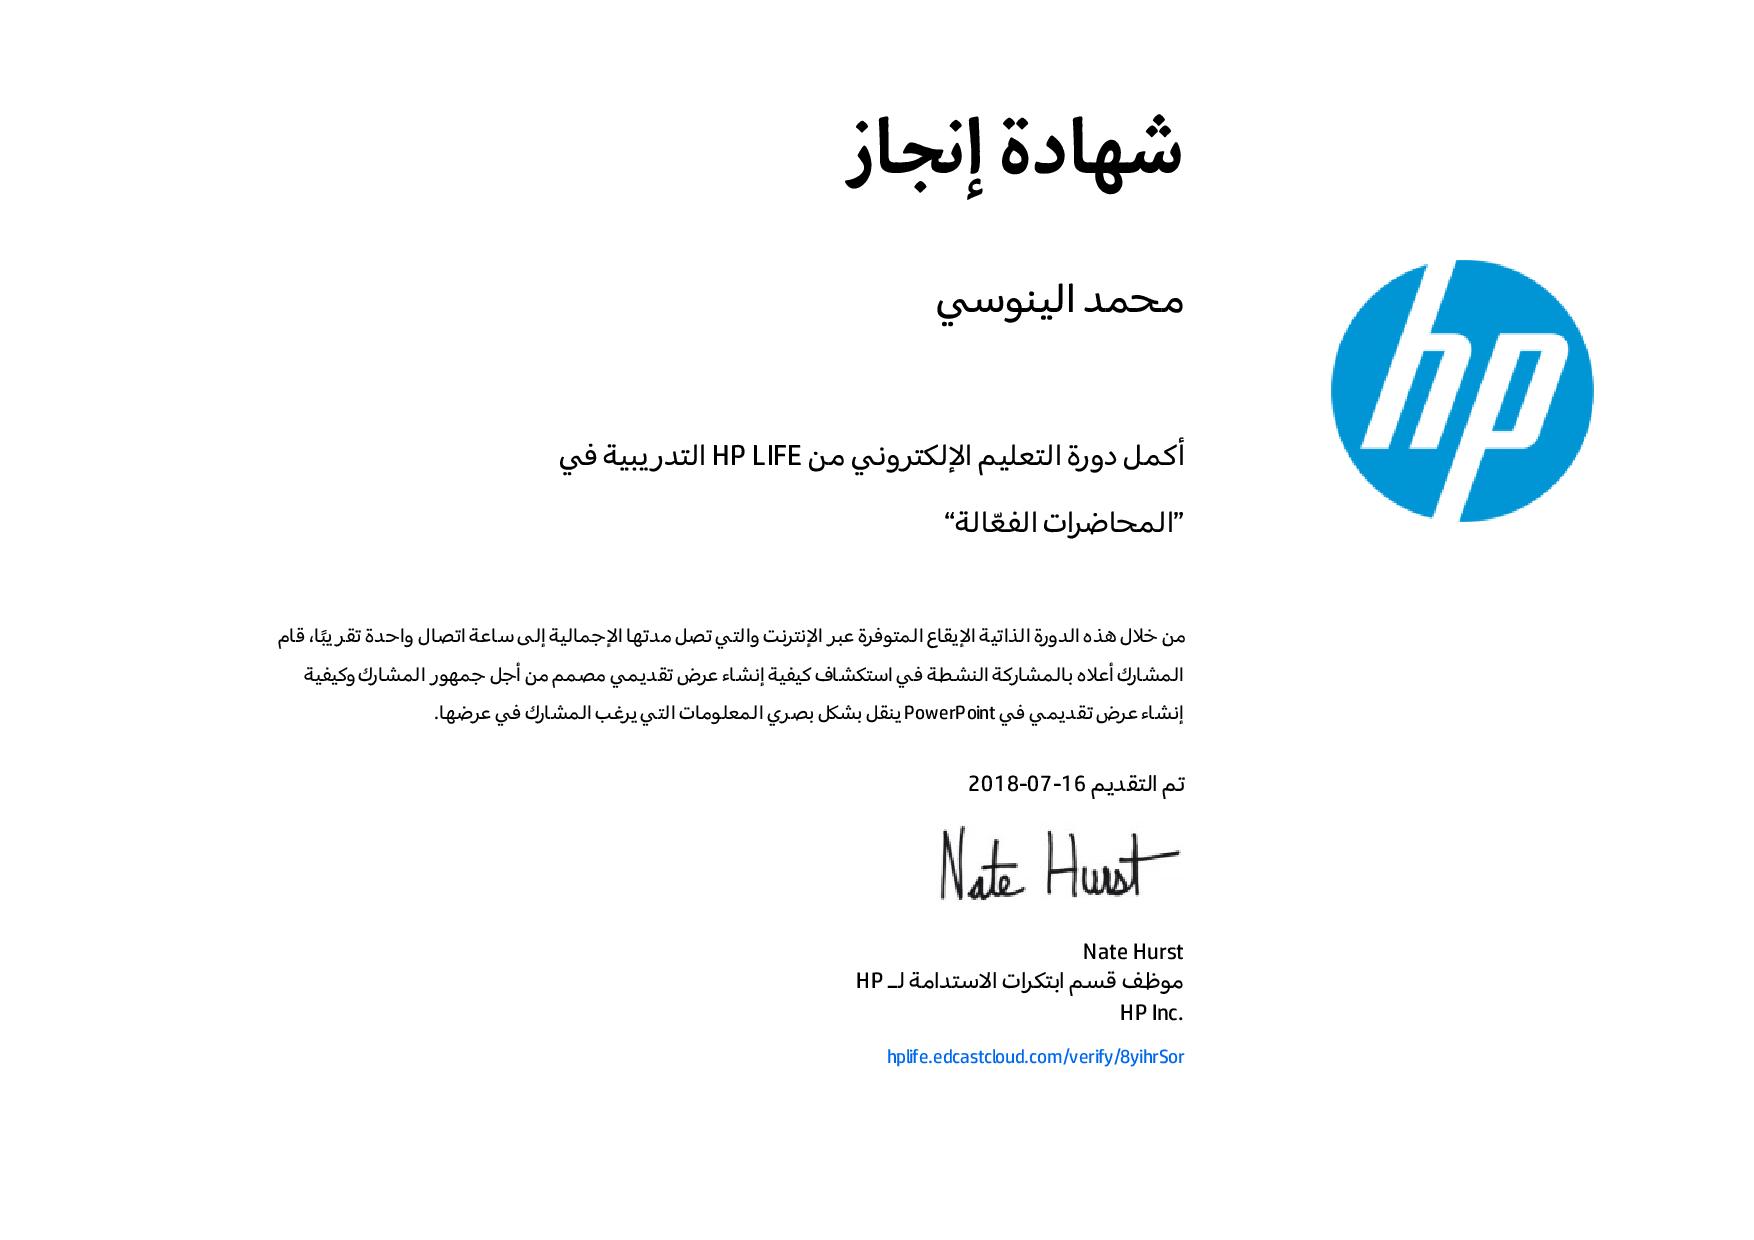 شهادة إنجاز
محمد الينوسي
hp
أكمل دورة التعليم الإلكتروني من HP LIFE التدريبية في
”المحاضرات الفعّالة“
من خلال هذه الدورة الذاتية الإيقاع المتوفرة عبر الإنترنت والتي تصل مدتها الإجمالية إلى ساعة اتصال واحدة تقريبًا، قام
المشارك أعلاه بالمشاركة النشطة في استكشاف كيفية إنشاء عرض تقديمي مصمم من أجل جمهور المشارك وكيفية
إنشاء عرض تقديمي في PowerPoint ينقل بشكل بصري المعلومات التي يرغب المشارك في عرضها.
تم التقديم 16-07-2018
Nate Hurst
Nate Hurst
موظف قسم ابتكرات الاستدامة لـ HP
HP Inc.
hplife.edcastcloud.com/verify/8yihrSor